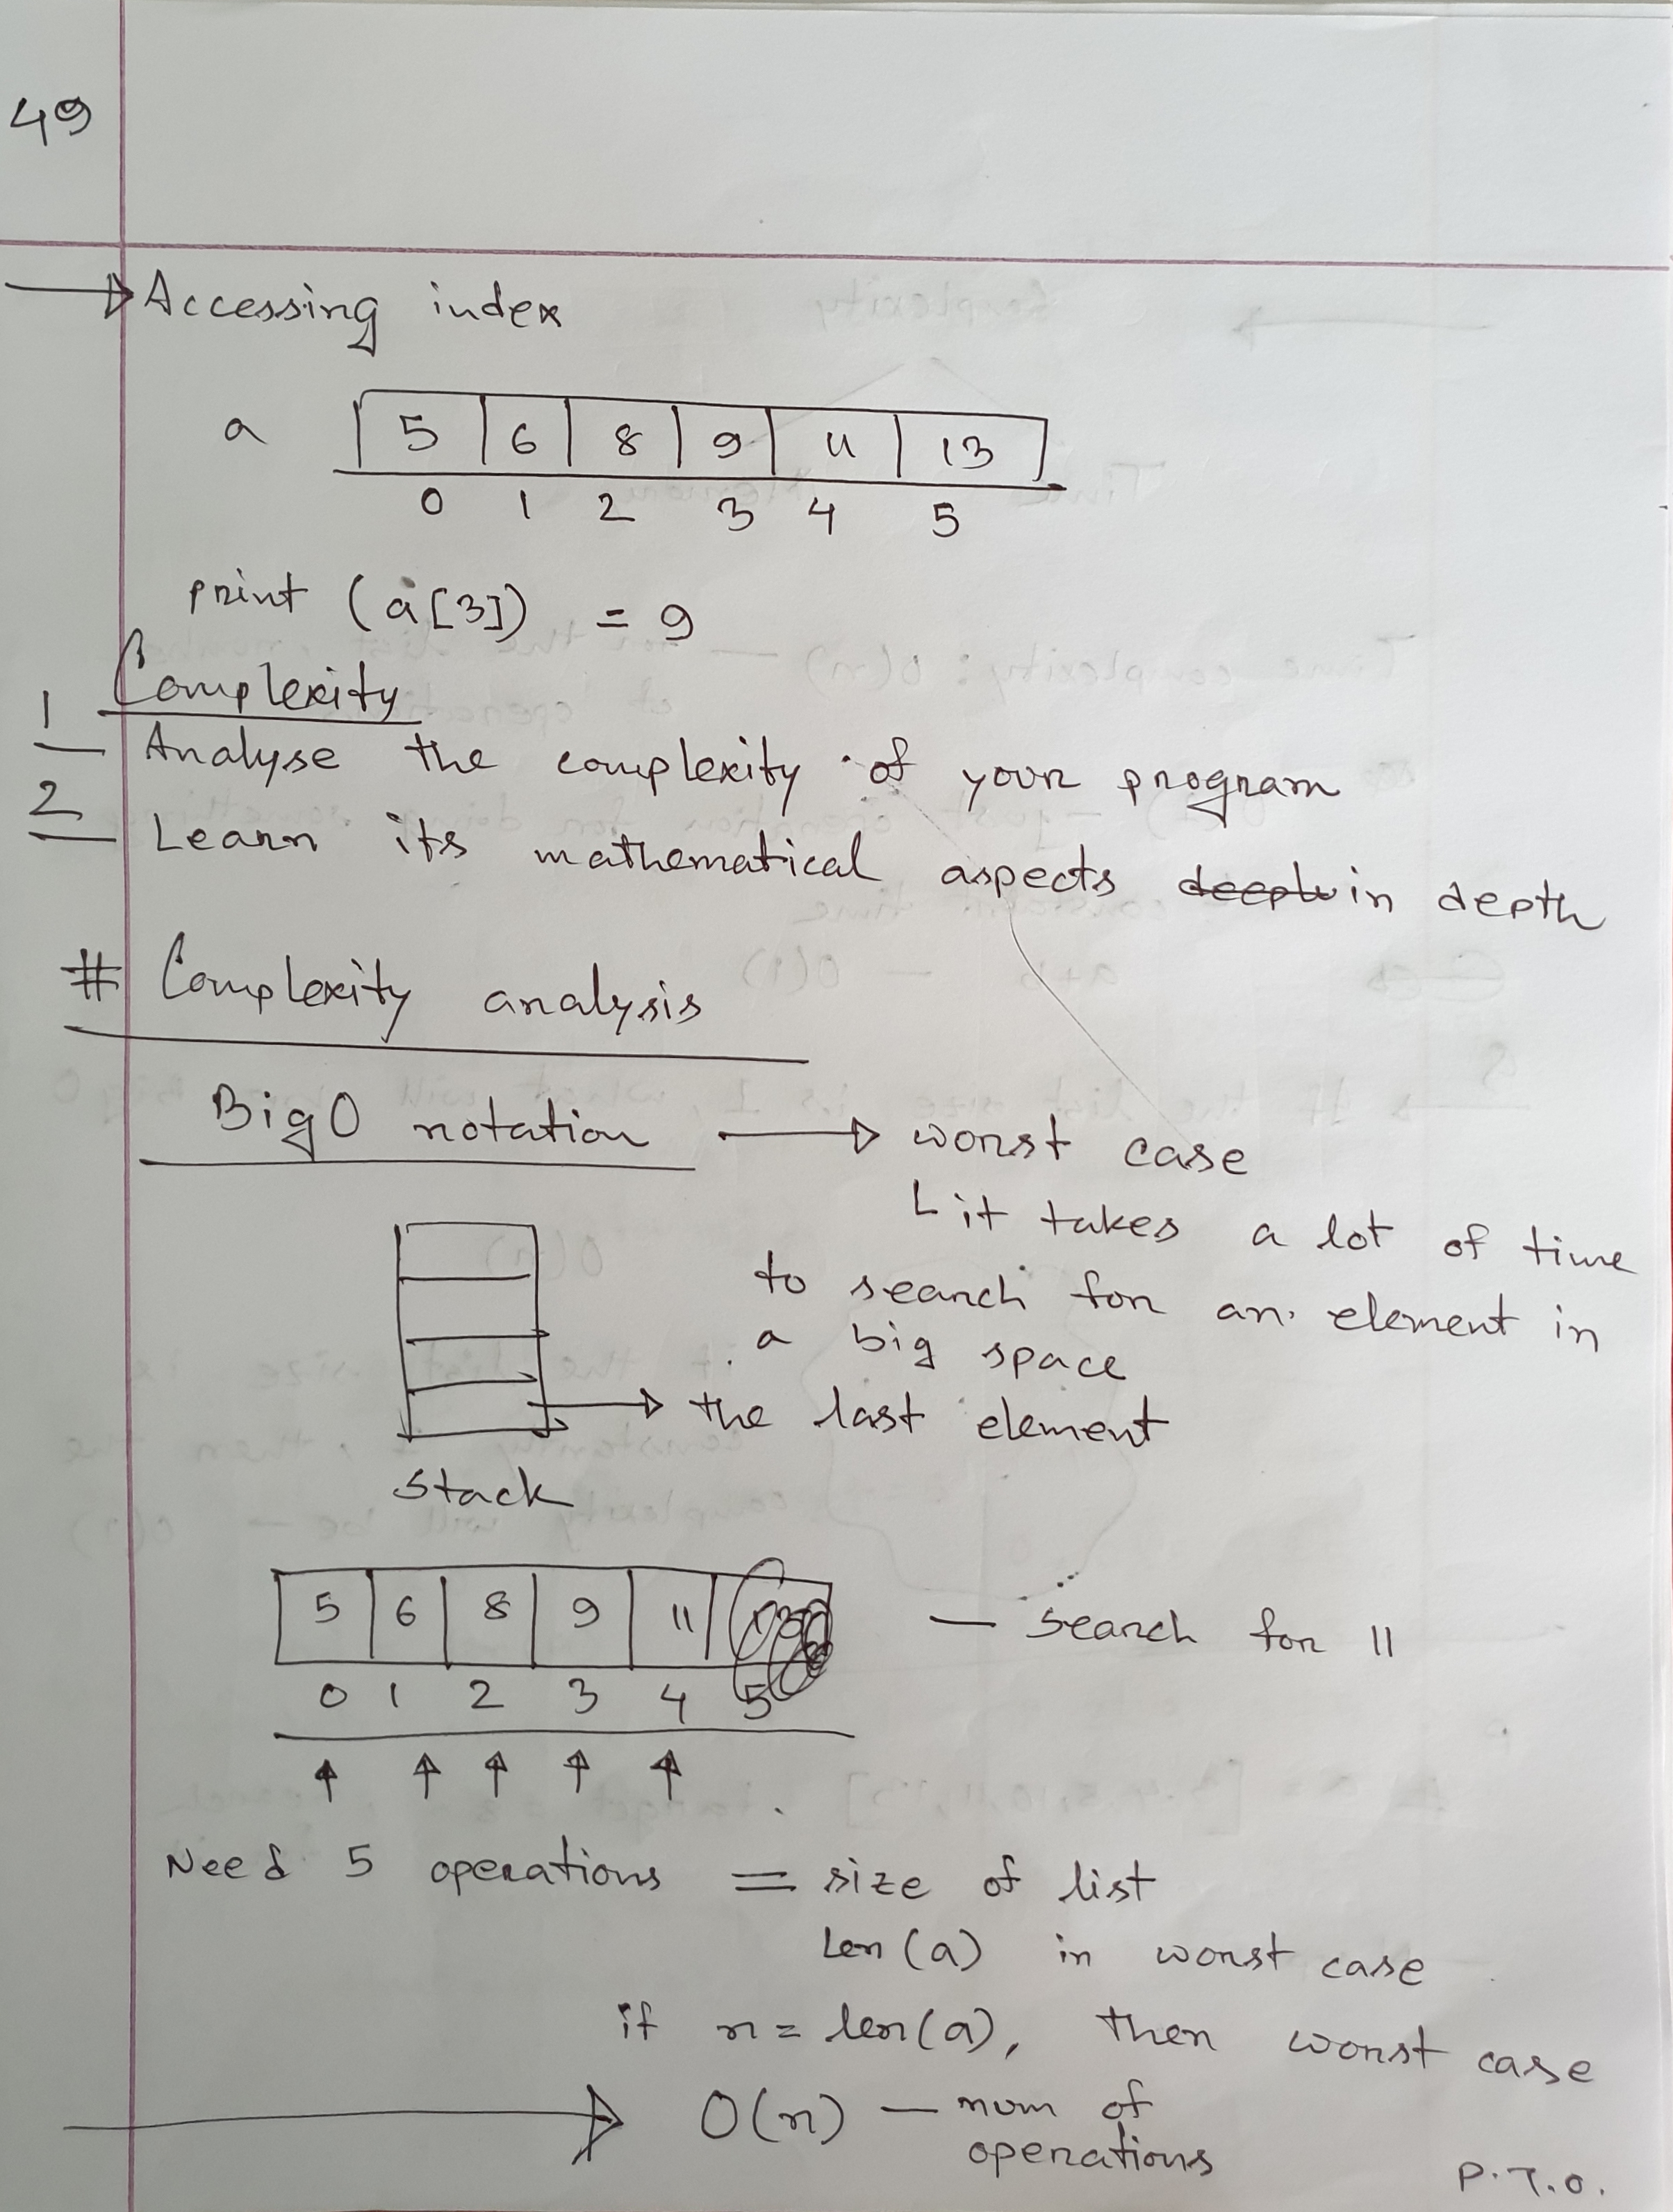 49
Accessing index
a 5 6 8 9 11 13
0 1 2 3 4 5
print (a[3]) = 9
Complexity
1 Analyse the complexity of your program
2 Learn its mathematical aspects in depth
# Complexity analysis
Big O notation → worst case
it takes a lot of time
to search for an element in
a big space
→ the last element
Stack
5 6 8 9 11 — Search for 11
0 1 2 3 4 5
Need 5 operations = size of list
Len (a) in worst case
if n = len(a), then worst case
→ O(n) — num of
operations
P.T.O.